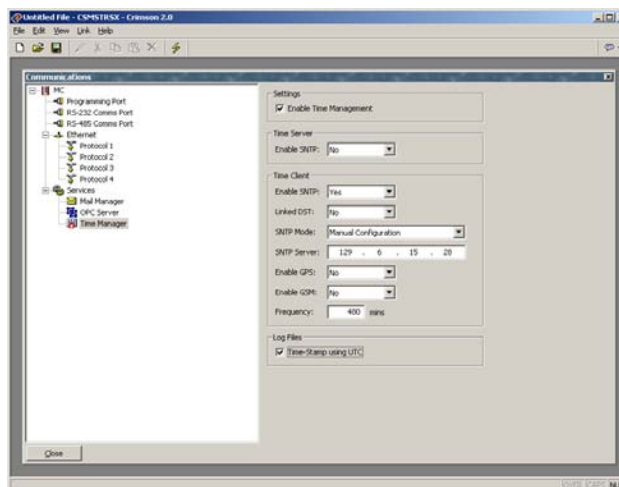 Untitled File - CSMSTRSX - Crimson 2.0
File Edit View Link Help
Communications
MC
Programming Port
RS-232 Comms Port
RS-485 Comms Port
Ethernet
Protocol 1
Protocol 2
Protocol 3
Protocol 4
Services
Mail Manager
OPC Server
Time Manager
Settings
Enable Time Management
Time Server
Enable SNTP: No
Time Client
Enable SNTP: Yes
Linked DST: No
SNTP Mode: Manual Configuration
SNTP Server: 129 . 6 . 15 . 28
Enable GPS: No
Enable GSM: No
Frequency: 480 mins
Log Files
Time-Stamp using UTC
Close